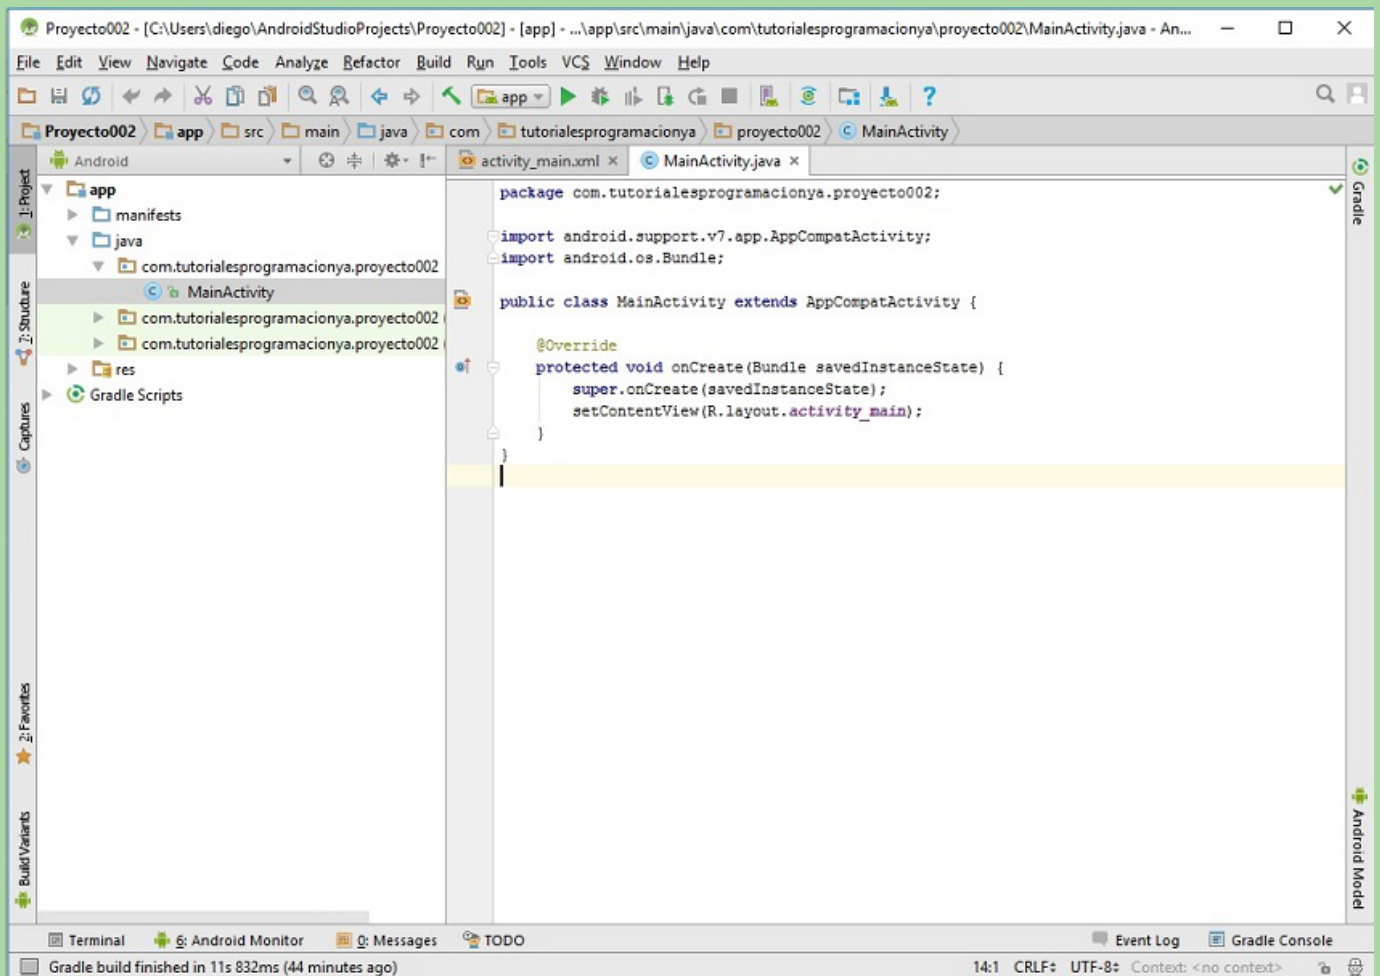 Proyecto002 - [C:\Users\diego\AndroidStudioProjects\Proyecto002] - [app] - ...\app\src\main\java\com\tutorialesprogramacionya\proyecto002\MainActivity.java - An...
File Edit View Navigate Code Analyze Refactor Build Run Tools VCS Window Help
app
Proyecto002 app src main java com tutorialesprogramacionya proyecto002 MainActivity
Android
activity_main.xml MainActivity.java
1: Project
7: Structure
Captures
2: Favorites
Build Variants
app
manifests
java
com.tutorialesprogramacionya.proyecto002
MainActivity
com.tutorialesprogramacionya.proyecto002
com.tutorialesprogramacionya.proyecto002
res
Gradle Scripts
package com.tutorialesprogramacionya.proyecto002;
import android.support.v7.app.AppCompatActivity;
import android.os.Bundle;
public class MainActivity extends AppCompatActivity {
@Override
protected void onCreate(Bundle savedInstanceState) {
super.onCreate(savedInstanceState);
setContentView(R.layout.activity_main);
}
}
Gradle
Android Model
Terminal 6: Android Monitor 0: Messages TODO Event Log Gradle Console
Gradle build finished in 11s 832ms (44 minutes ago) 14:1 CRLF UTF-8 Context: <no context>